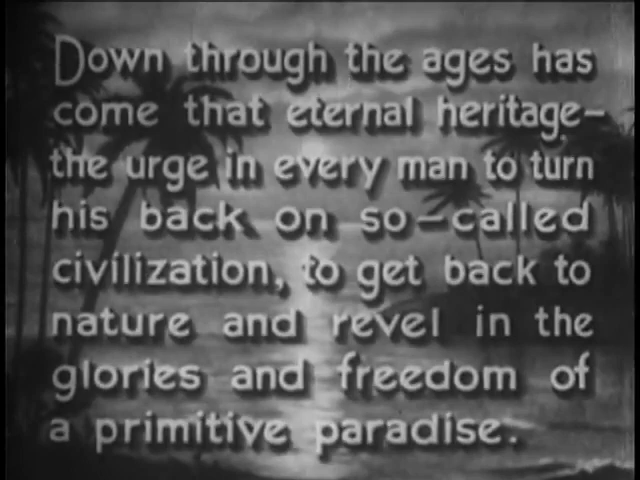 Down through the ages has
come that eternal heritage-
the urge in every man to turn
his back on so-called
civilization, to get back to
nature and revel in the
glories and freedom of
a primitive paradise.